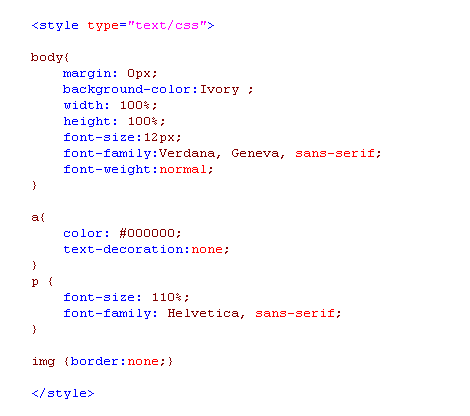 <style type="text/css">
body{
margin: 0px;
background-color:Ivory ;
width: 100%;
height: 100%;
font-size:12px;
font-family:Verdana, Geneva, sans-serif;
font-weight:normal;
}
a{
color: #000000;
text-decoration:none;
}
p {
font-size: 110%;
font-family: Helvetica, sans-serif;
}
img {border:none;}
</style>